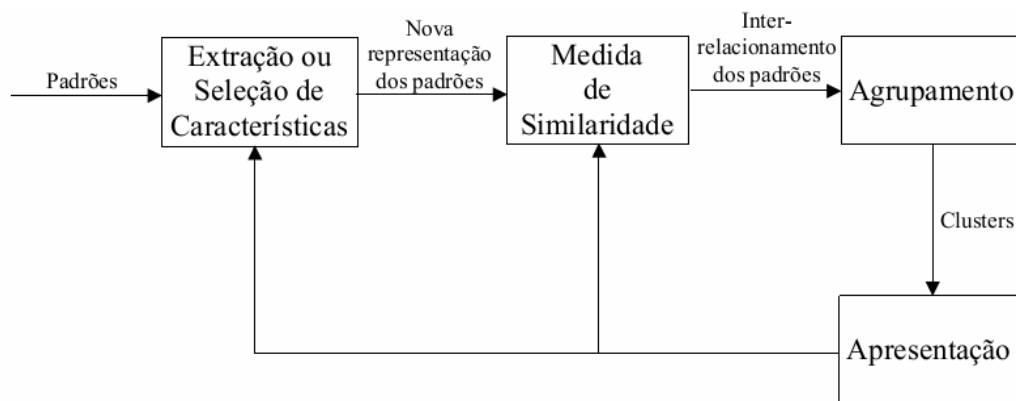 Padrões
Extração ou
Seleção de
Características
Nova
representação
dos padrões
Medida
de
Similaridade
Inter-
relacionamento
dos padrões
Agrupamento
Clusters
Apresentação